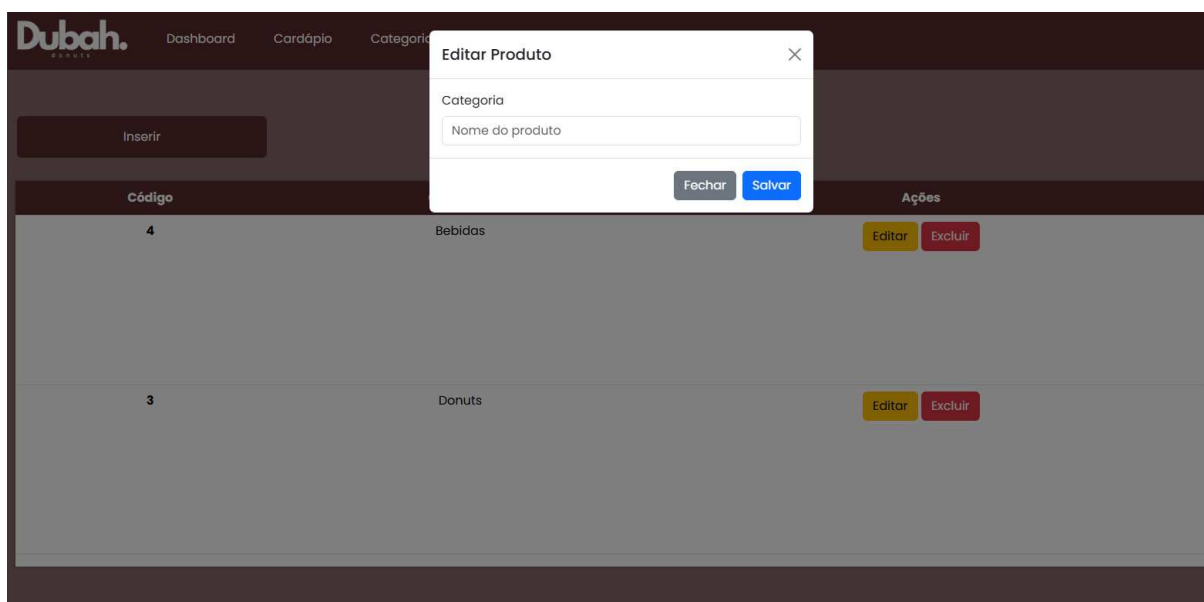 Dubah.
donuts
Dashboard Cardápio Categoria
Editar Produto
Categoria
Nome do produto
Fechar Salvar
Inserir
Código Ações
4 Bebidas Editar Excluir
3 Donuts Editar Excluir